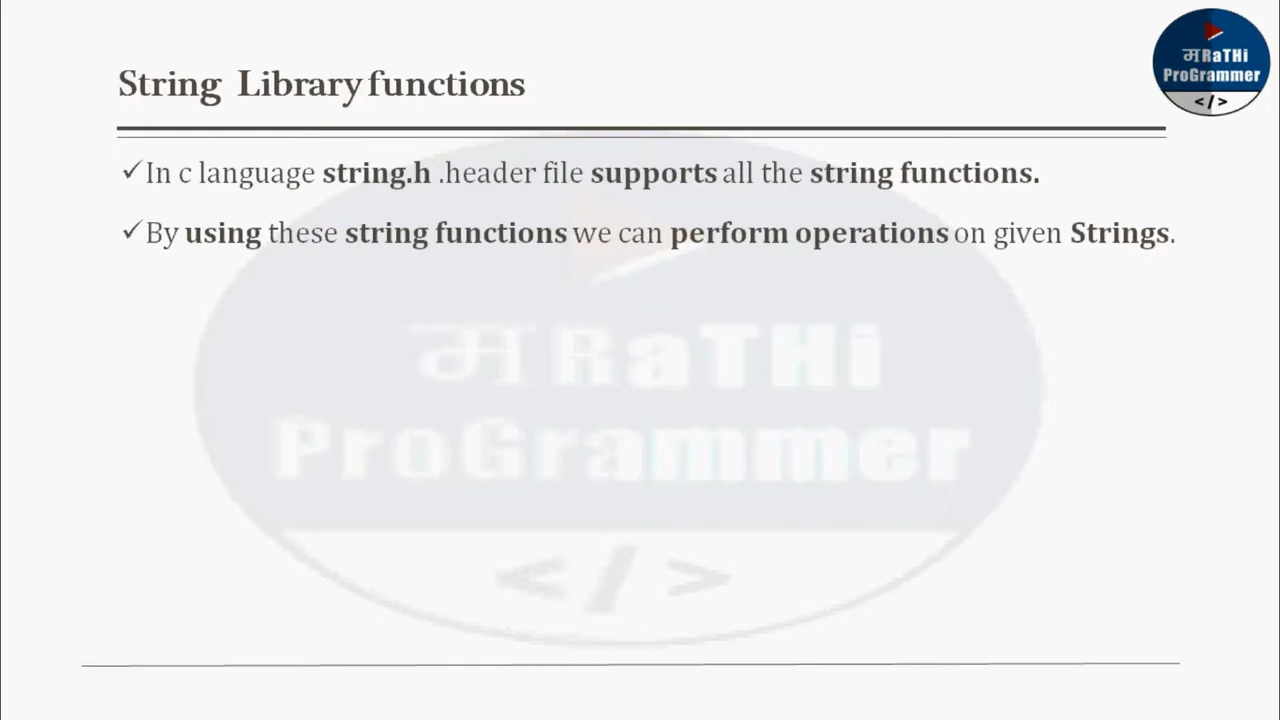 मRaTHi
ProGrammer
</>
String Library functions
✓In c language string.h .header file supports all the string functions.
✓By using these string functions we can perform operations on given Strings.
मRaTHi
ProGrammer
</>